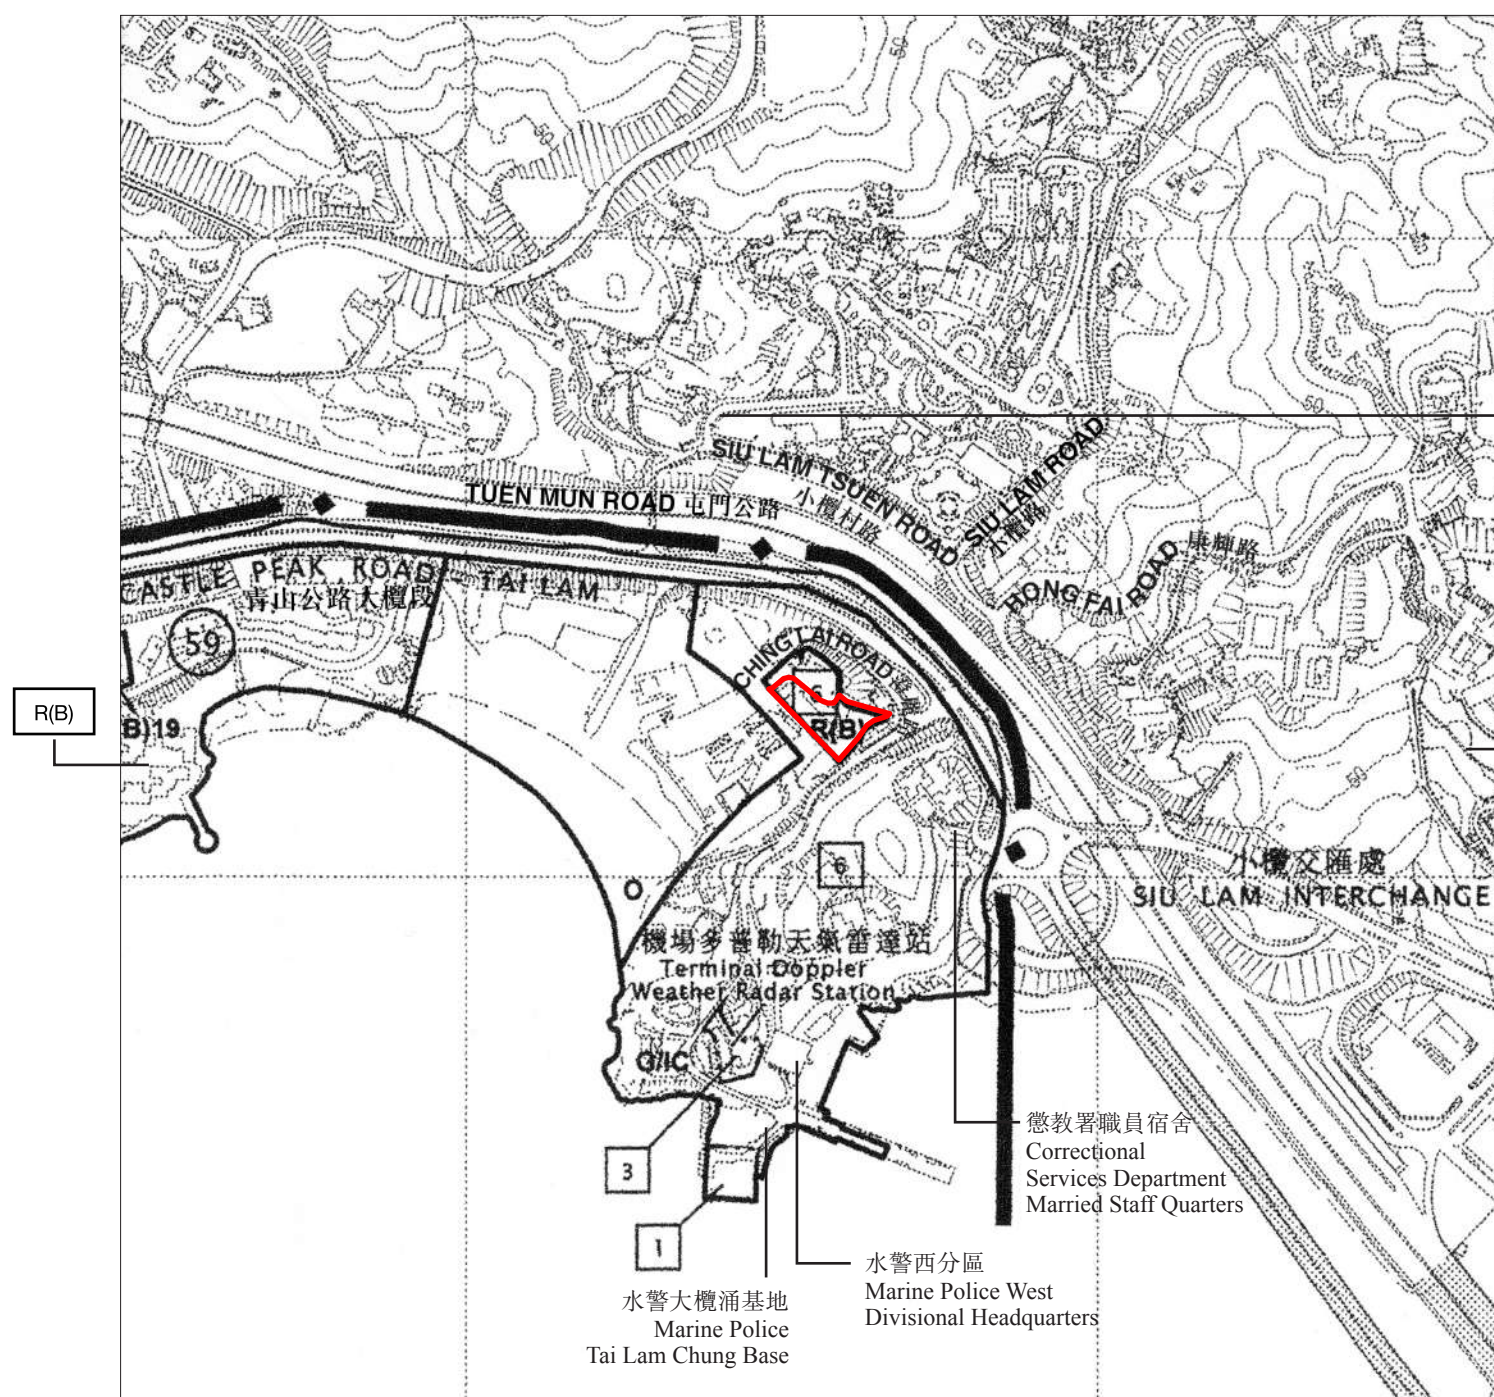 50
50
SIU LAM TSUEN ROAD
小欖村路
SIU LAM ROAD
小欖路
50
TUEN MUN ROAD 屯門公路
HONG FAI ROAD 康輝路
CASTLE PEAK ROAD - TAI LAM
青山公路大欖段
59
CHING LAI ROAD
6
R(B)
R(B)
B)19
50
6
小欖交匯處
SIU LAM INTERCHANGE
O
機場多普勒天氣雷達站
Terminal Doppler
Weather Radar Station
G/IC
3
1
懲教署職員宿舍
Correctional
Services Department
Married Staff Quarters
水警西分區
Marine Police West
Divisional Headquarters
水警大欖涌基地
Marine Police
Tai Lam Chung Base